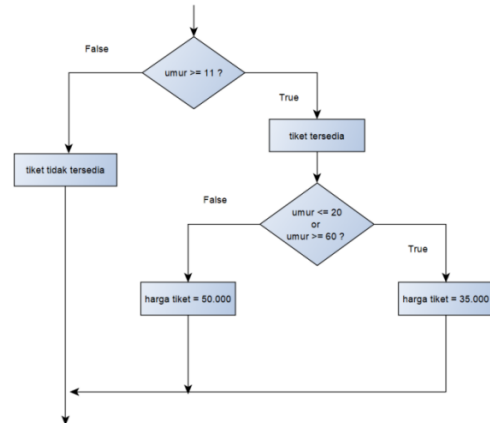 False
umur >= 11 ?
True
tiket tersedia
tiket tidak tersedia
False
umur <= 20
or
umur >= 60 ?
True
harga tiket = 50.000
harga tiket = 35.000